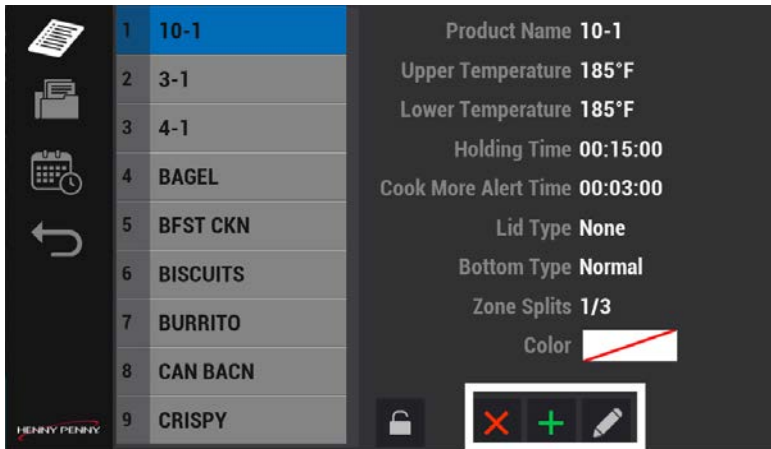 1 10-1
2 3-1
3 4-1
4 BAGEL
5 BFST CKN
6 BISCUITS
7 BURRITO
8 CAN BACN
9 CRISPY
Product Name 10-1
Upper Temperature 185°F
Lower Temperature 185°F
Holding Time 00:15:00
Cook More Alert Time 00:03:00
Lid Type None
Bottom Type Normal
Zone Splits 1/3
Color
HENNY PENNY